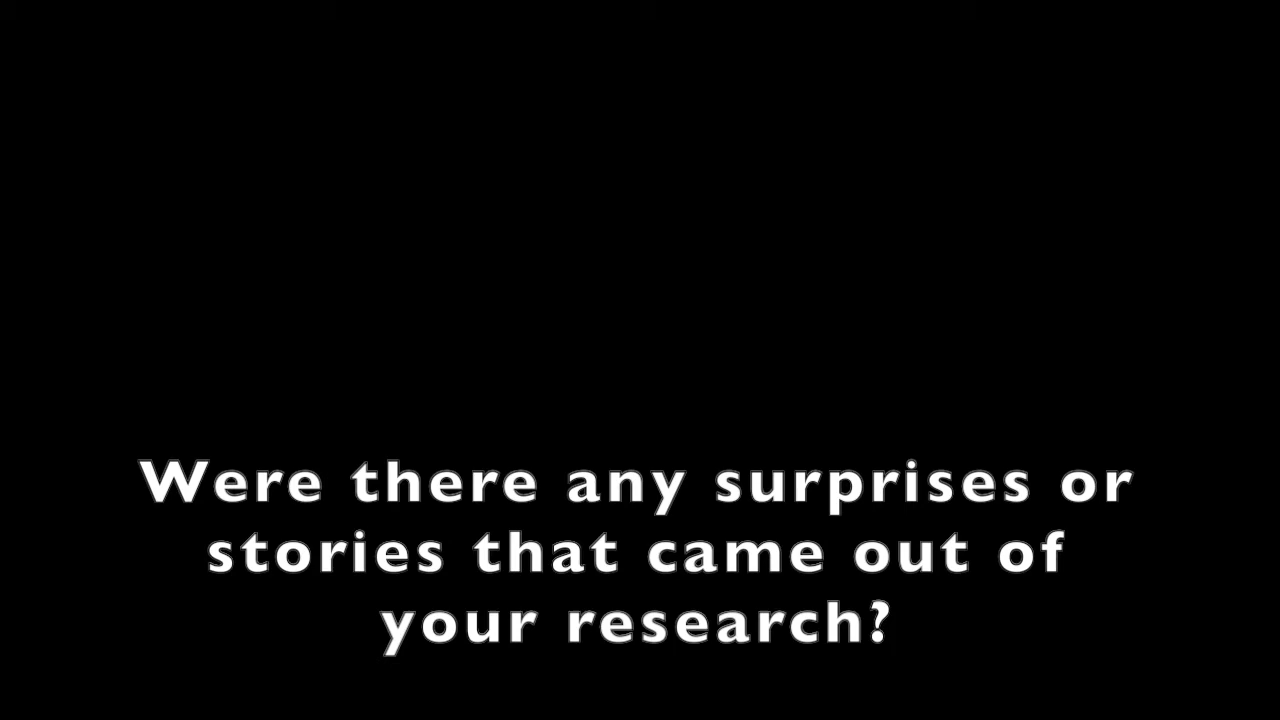 Were there any surprises or
stories that came out of
your research?